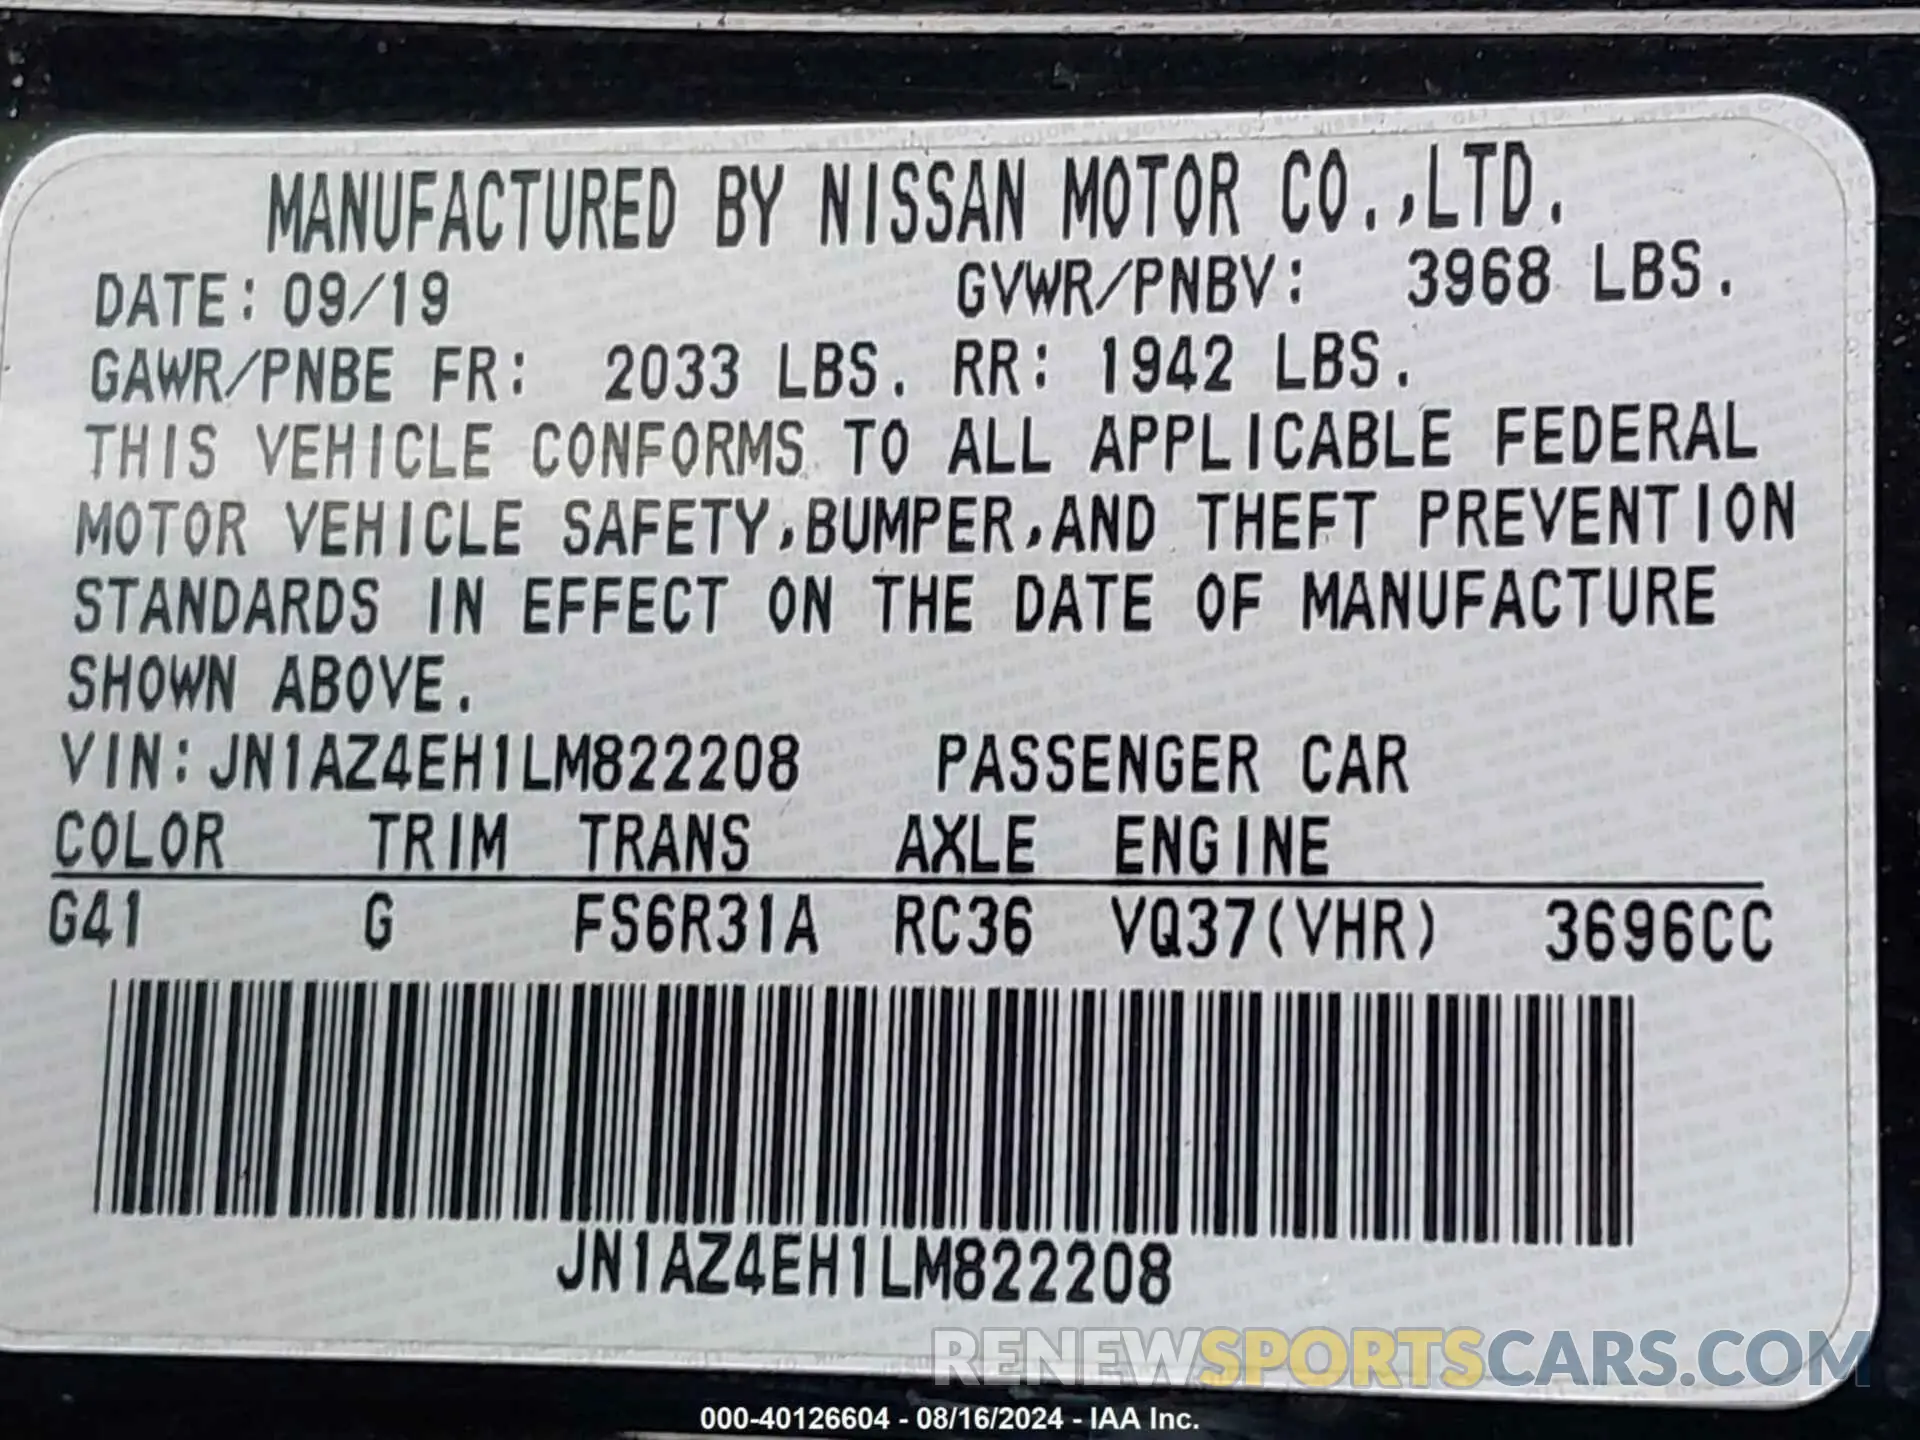 MANUFACTURED BY NISSAN MOTOR CO.,LTD.
DATE: 09/19 GVWR/PNBV: 3968 LBS.
GAWR/PNBE FR: 2033 LBS. RR: 1942 LBS.
THIS VEHICLE CONFORMS TO ALL APPLICABLE FEDERAL
MOTOR VEHICLE SAFETY,BUMPER,AND THEFT PREVENTION
STANDARDS IN EFFECT ON THE DATE OF MANUFACTURE
SHOWN ABOVE.
VIN:JN1AZ4EH1LM822208 PASSENGER CAR
COLOR TRIM TRANS AXLE ENGINE
G41 G FS6R31A RC36 VQ37(VHR) 3696CC
JN1AZ4EH1LM822208
RENEWSPORTSCARS.COM
000-40126604 - 08/16/2024 - IAA Inc.